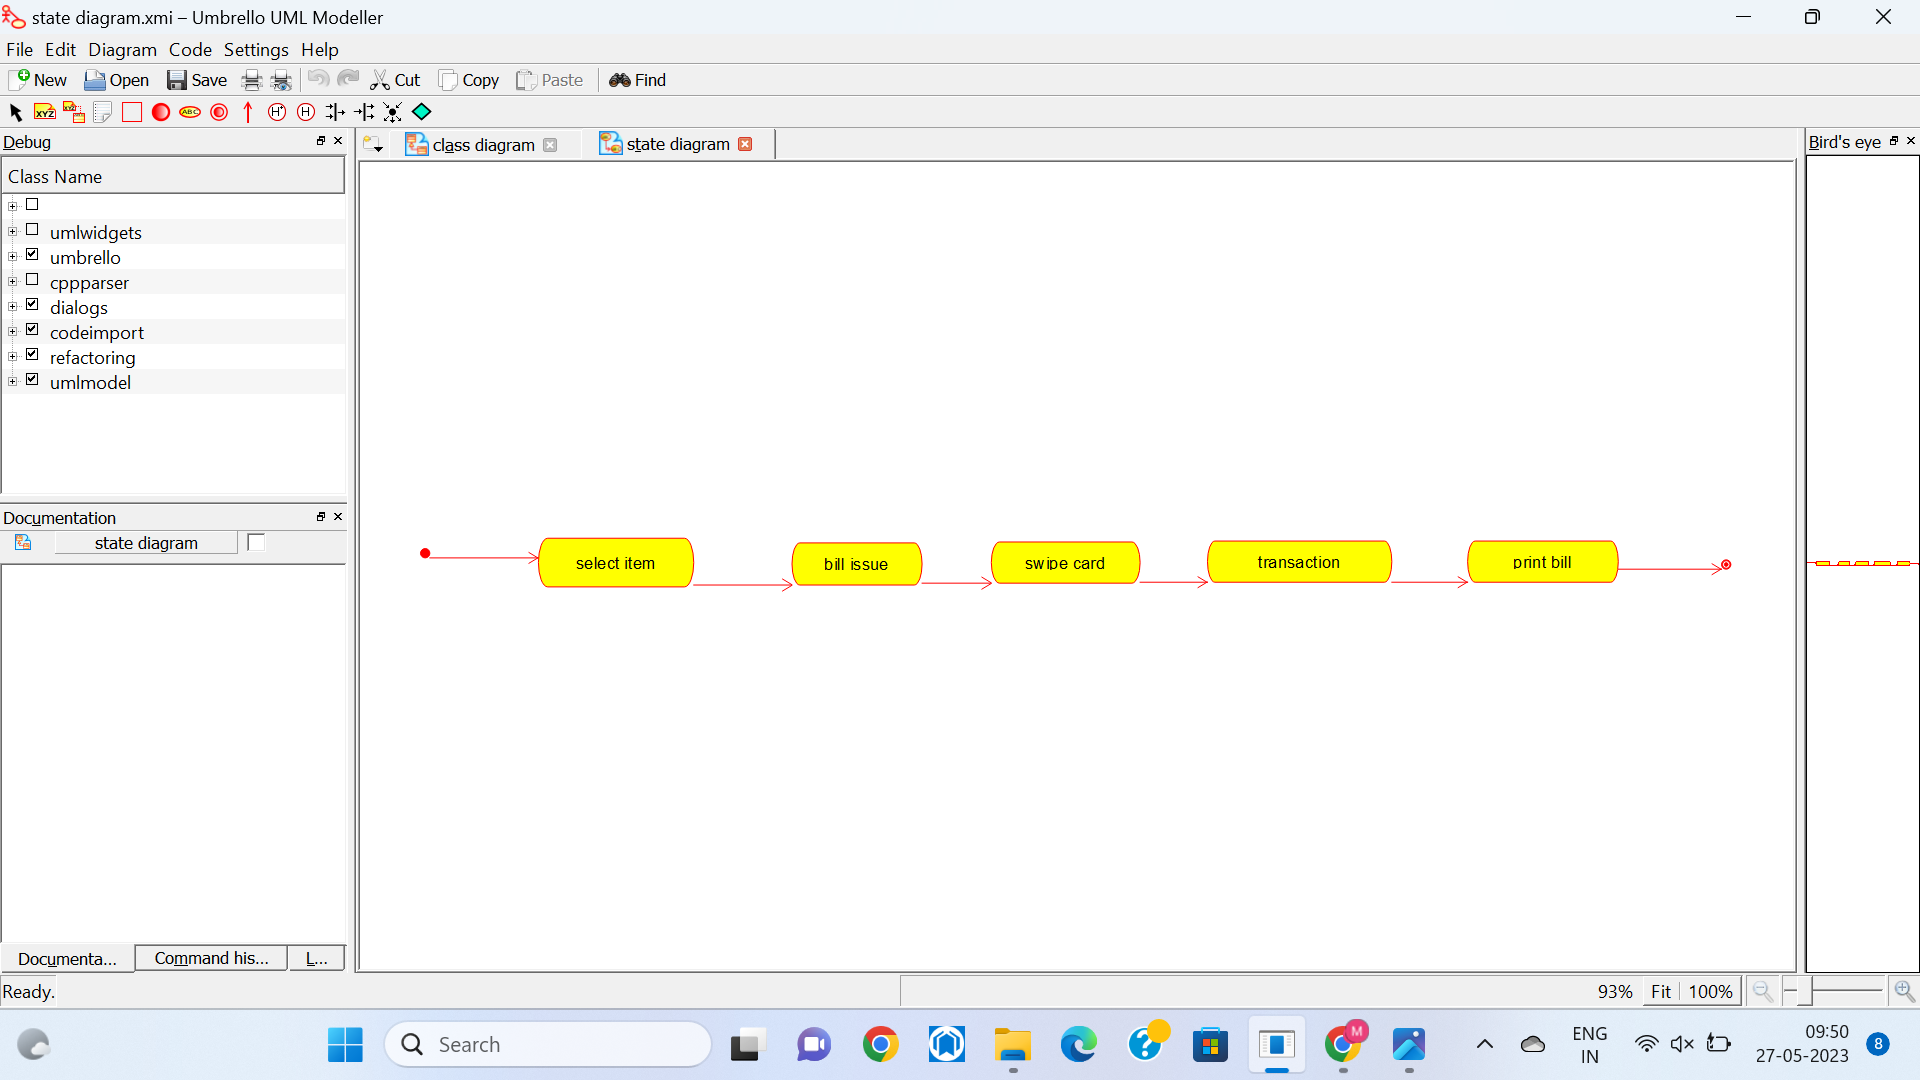 state diagram.xmi – Umbrello UML Modeller
File Edit Diagram Code Settings Help
New Open Save Cut Copy Paste Find
XYZ XYZ ABC H* H
Debug
Class Name
umlwidgets
umbrello
cppparser
dialogs
codeimport
refactoring
umlmodel
Documentation
state diagram
Documenta... Command his... L...
class diagram state diagram
select item bill issue swipe card transaction print bill
Bird's eye
Ready. 93% Fit 100%
Search
M
ENG
IN
09:50
27-05-2023
8